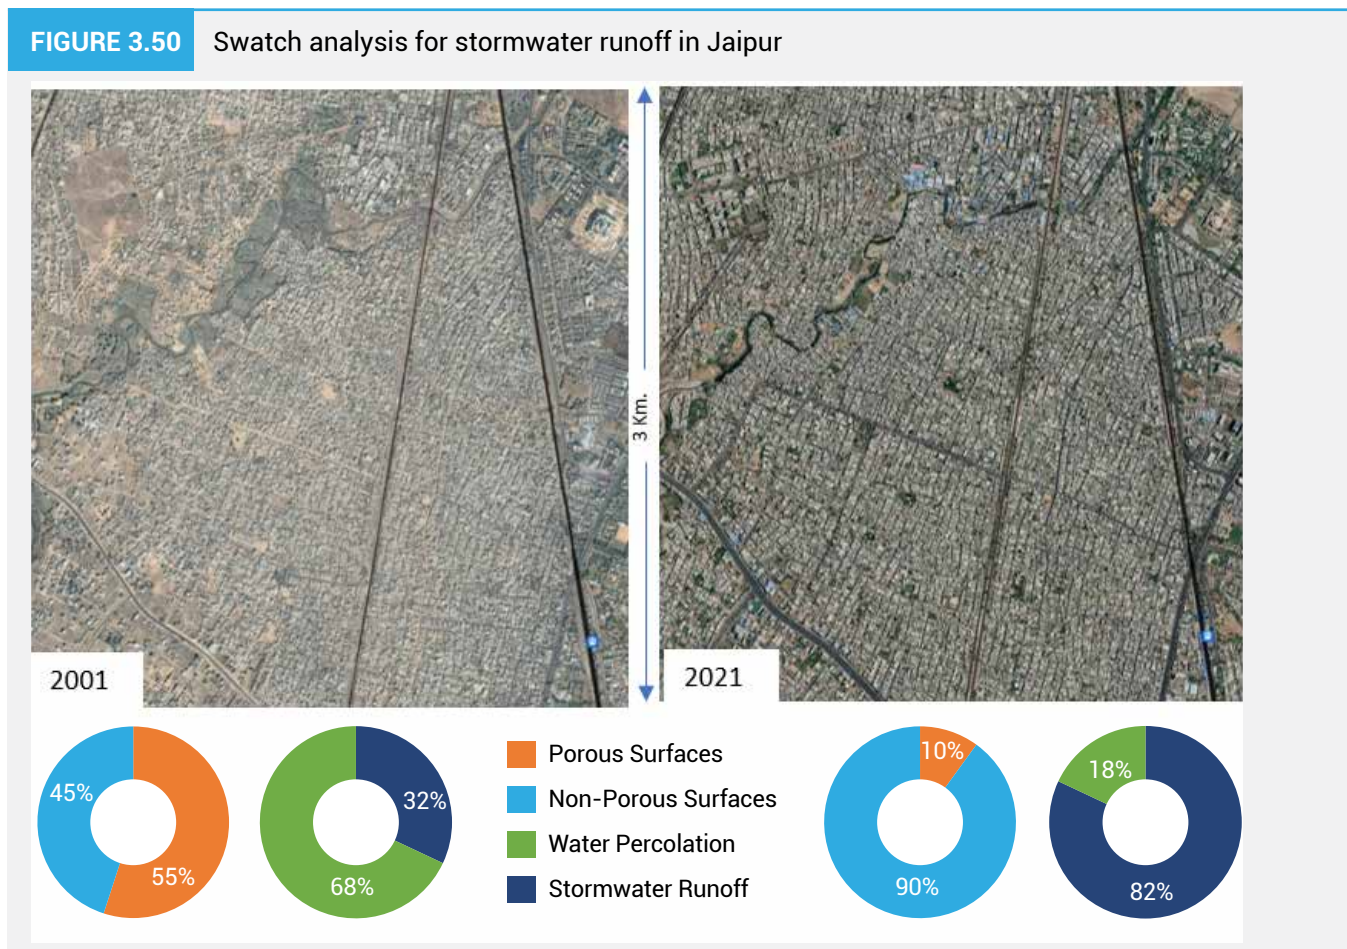 FIGURE 3.50 Swatch analysis for stormwater runoff in Jaipur
3 Km.
2001
2021
45%
55%
32%
68%
Porous Surfaces
Non-Porous Surfaces
Water Percolation
Stormwater Runoff
10%
90%
18%
82%